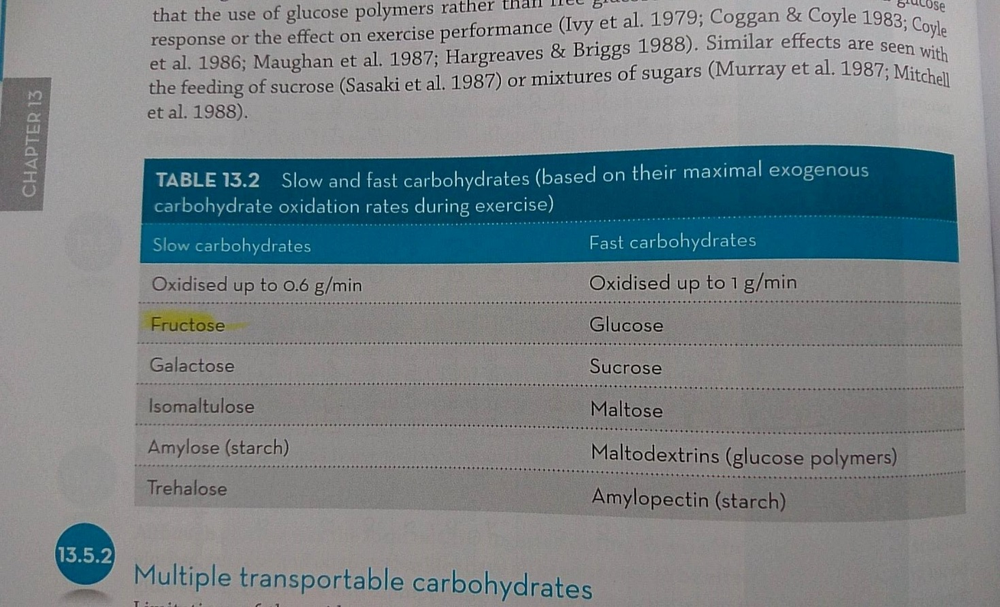 that the use of glucose polymers rather than free glucose
response or the effect on exercise performance (Ivy et al. 1979; Coggan & Coyle 1983; Coyle
et al. 1986; Maughan et al. 1987; Hargreaves & Briggs 1988). Similar effects are seen with
the feeding of sucrose (Sasaki et al. 1987) or mixtures of sugars (Murray et al. 1987; Mitchell
et al. 1988).
CHAPTER 13
TABLE 13.2 Slow and fast carbohydrates (based on their maximal exogenous
carbohydrate oxidation rates during exercise)
Slow carbohydrates Fast carbohydrates
Oxidised up to 0.6 g/min Oxidised up to 1 g/min
Fructose Glucose
Galactose Sucrose
Isomaltulose Maltose
Amylose (starch) Maltodextrins (glucose polymers)
Trehalose Amylopectin (starch)
13.5.2
Multiple transportable carbohydrates